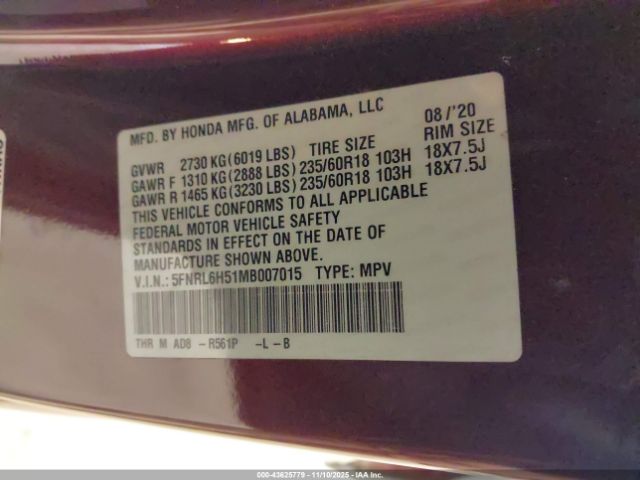 MFD. BY HONDA MFG. OF ALABAMA, LLC 08/'20
GVWR 2730 KG(6019 LBS) TIRE SIZE RIM SIZE
GAWR F 1310 KG(2888 LBS)235/60R18 103H 18X7.5J
GAWR R 1465 KG(3230 LBS)235/60R18 103H 18X7.5J
THIS VEHICLE CONFORMS TO ALL APPLICABLE
FEDERAL MOTOR VEHICLE SAFETY
STANDARDS IN EFFECT ON THE DATE OF
MANUFACTURE SHOWN ABOVE.
V.I.N.: 5FNRL6H51MB007015 TYPE: MPV
THR M AD8 -R561P -L-B
000-43625779 - 11/10/2025 - IAA Inc.